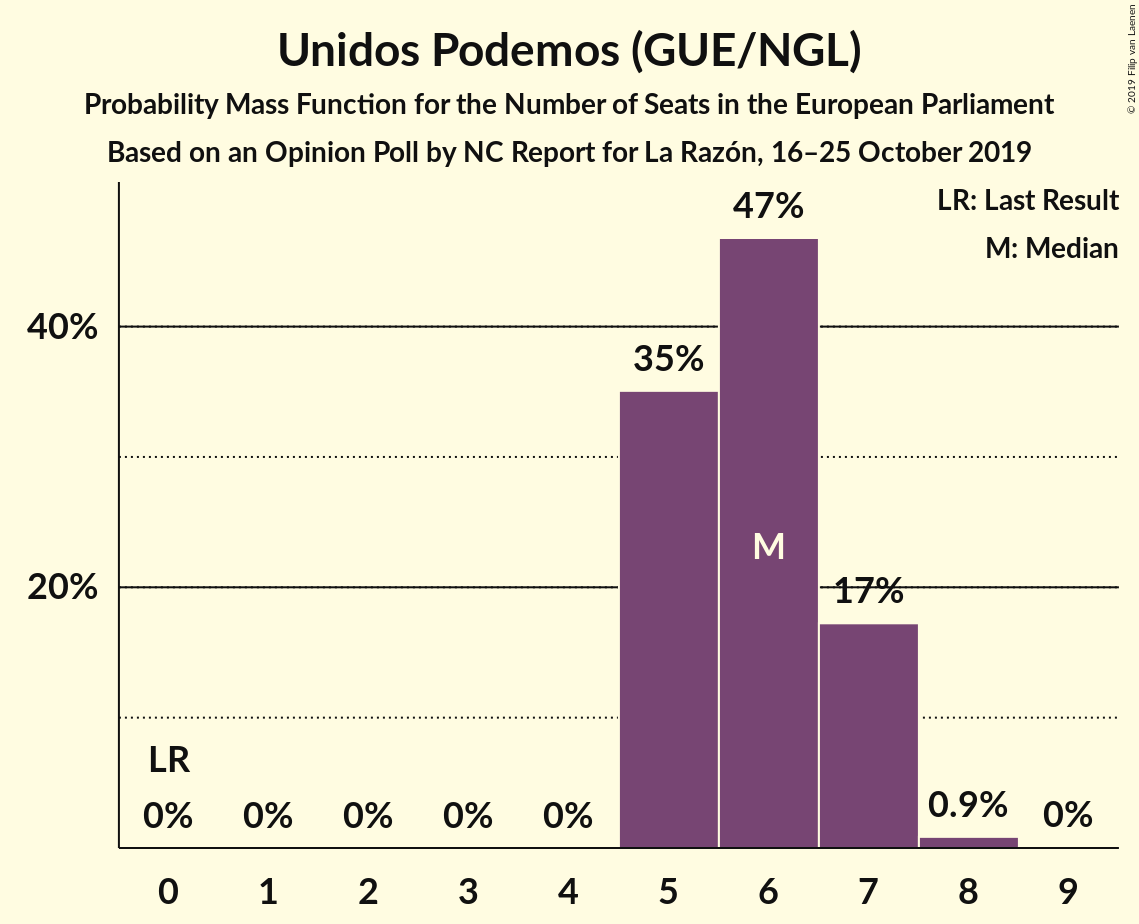 Unidos Podemos (GUE/NGL)
Probability Mass Function for the Number of Seats in the European Parliament
Based on an Opinion Poll by NC Report for La Razón, 16–25 October 2019
© 2019 Filip van Laenen
LR: Last Result
M: Median
47%
40%
35%
M
20%
17%
LR
0% 0% 0% 0% 0% 0.9% 0%
0 1 2 3 4 5 6 7 8 9